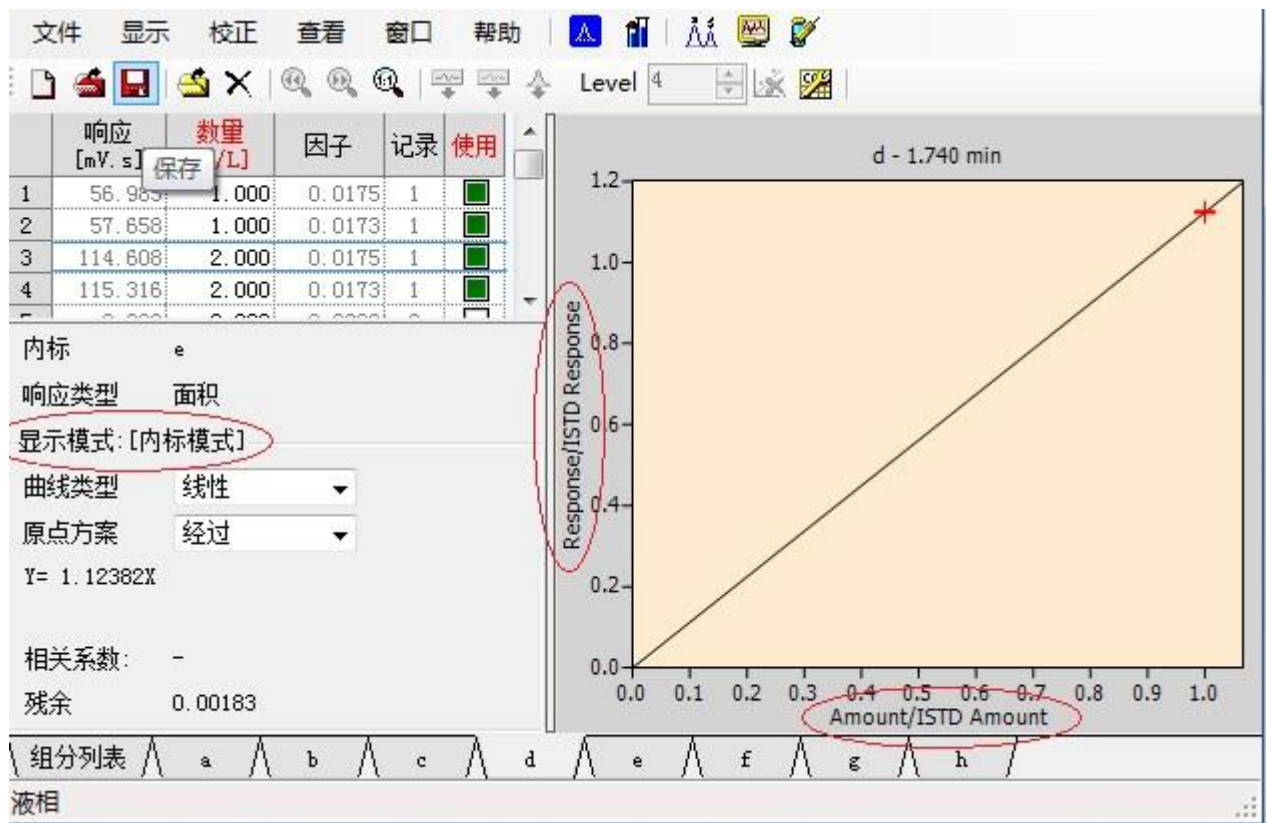 文件 显示 校正 查看 窗口 帮助
Level 4
响应 数量 因子 记录 使用
[mV.s] /L]
保存
1 56.985 1.000 0.0175 1
2 57.658 1.000 0.0173 1
3 114.608 2.000 0.0175 1
4 115.316 2.000 0.0173 1
内标 e
响应类型 面积
显示模式:[内标模式]
曲线类型 线性
原点方案 经过
Y= 1.12382X
相关系数: -
残余 0.00183
d - 1.740 min
1.2
1.0
0.8
0.6
0.4
0.2
0.0
Response/ISTD Response
0.0 0.1 0.2 0.3 0.4 0.5 0.6 0.7 0.8 0.9 1.0
Amount/ISTD Amount
组分列表 a b c d e f g h
液相